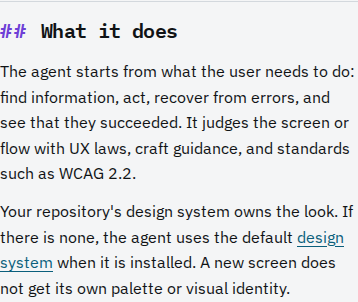 ## What it does
The agent starts from what the user needs to do:
find information, act, recover from errors, and
see that they succeeded. It judges the screen or
flow with UX laws, craft guidance, and standards
such as WCAG 2.2.
Your repository's design system owns the look. If
there is none, the agent uses the default design
system when it is installed. A new screen does
not get its own palette or visual identity.